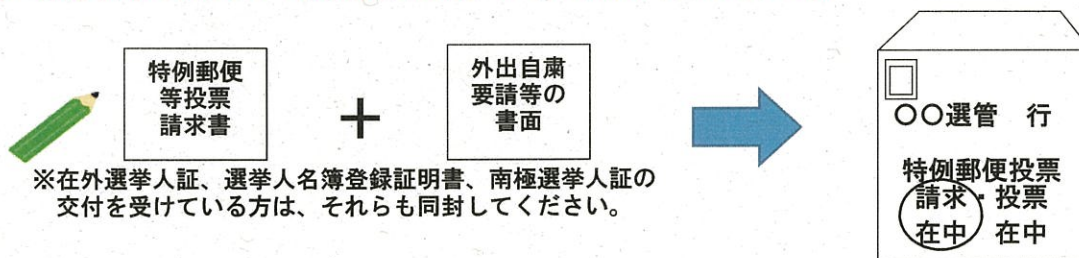 特例郵便
等投票
請求書
+
外出自粛
要請等の
書面
※在外選挙人証、選挙人名簿登録証明書、南極選挙人証の
交付を受けている方は、それらも同封してください。
〇〇選管 行
特例郵便投票
請求・投票
在中 在中